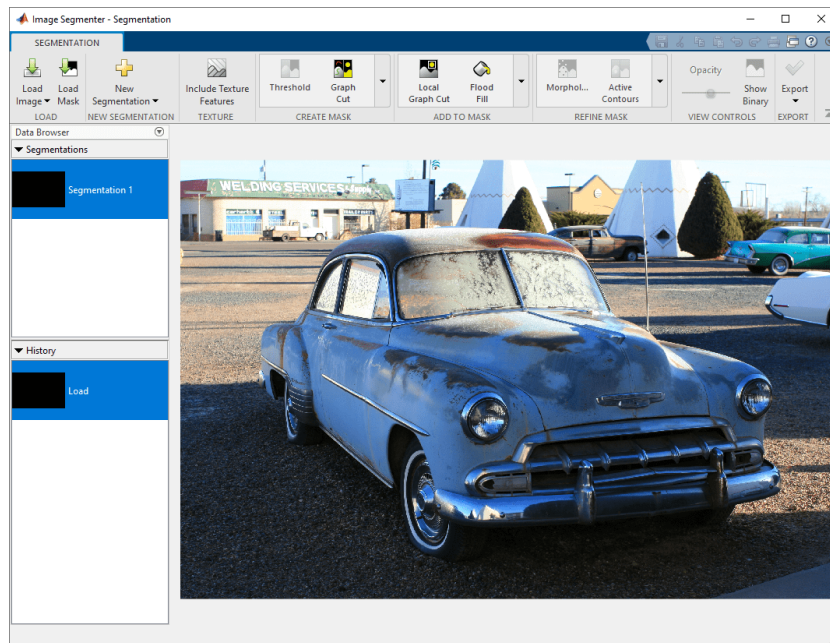 Image Segmenter - Segmentation
SEGMENTATION
Load Image
Load Mask
New Segmentation
Include Texture Features
Threshold
Graph Cut
Local Graph Cut
Flood Fill
Morphol...
Active Contours
Opacity
Show Binary
Export
LOAD
NEW SEGMENTATION
TEXTURE
CREATE MASK
ADD TO MASK
REFINE MASK
VIEW CONTROLS
EXPORT
Data Browser
Segmentations
Segmentation 1
WELDING SERVICES & Supply
History
Load